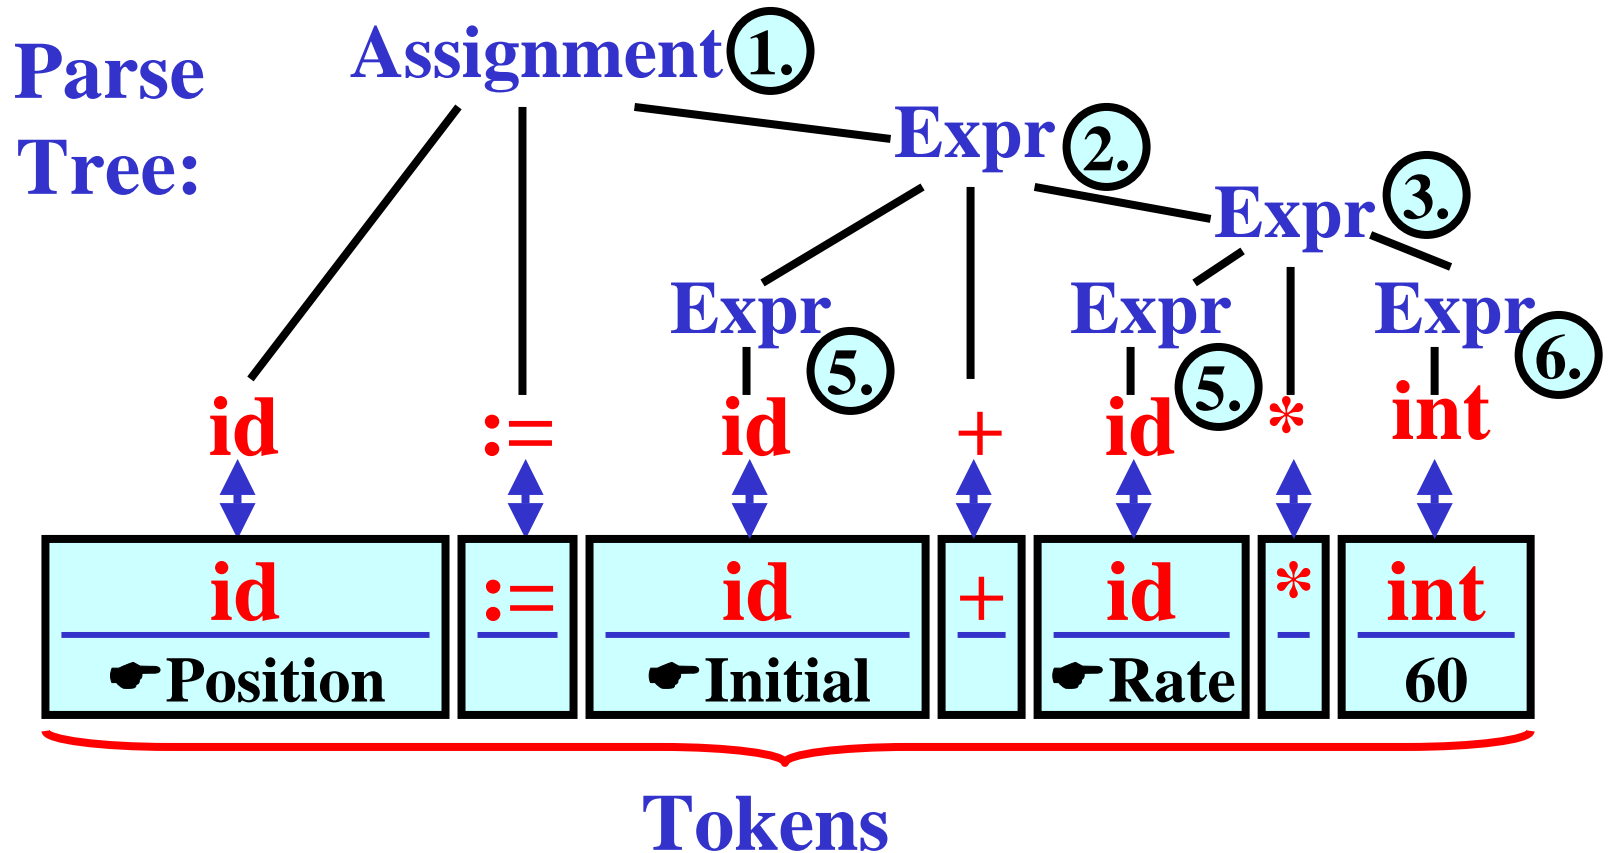 Parse
Tree:
Assignment 1.
Expr 2.
Expr 3.
Expr 5.
Expr 5.
Expr 6.
id := id + id * int
id := id + id * int
☛Position ☛Initial ☛Rate 60
Tokens